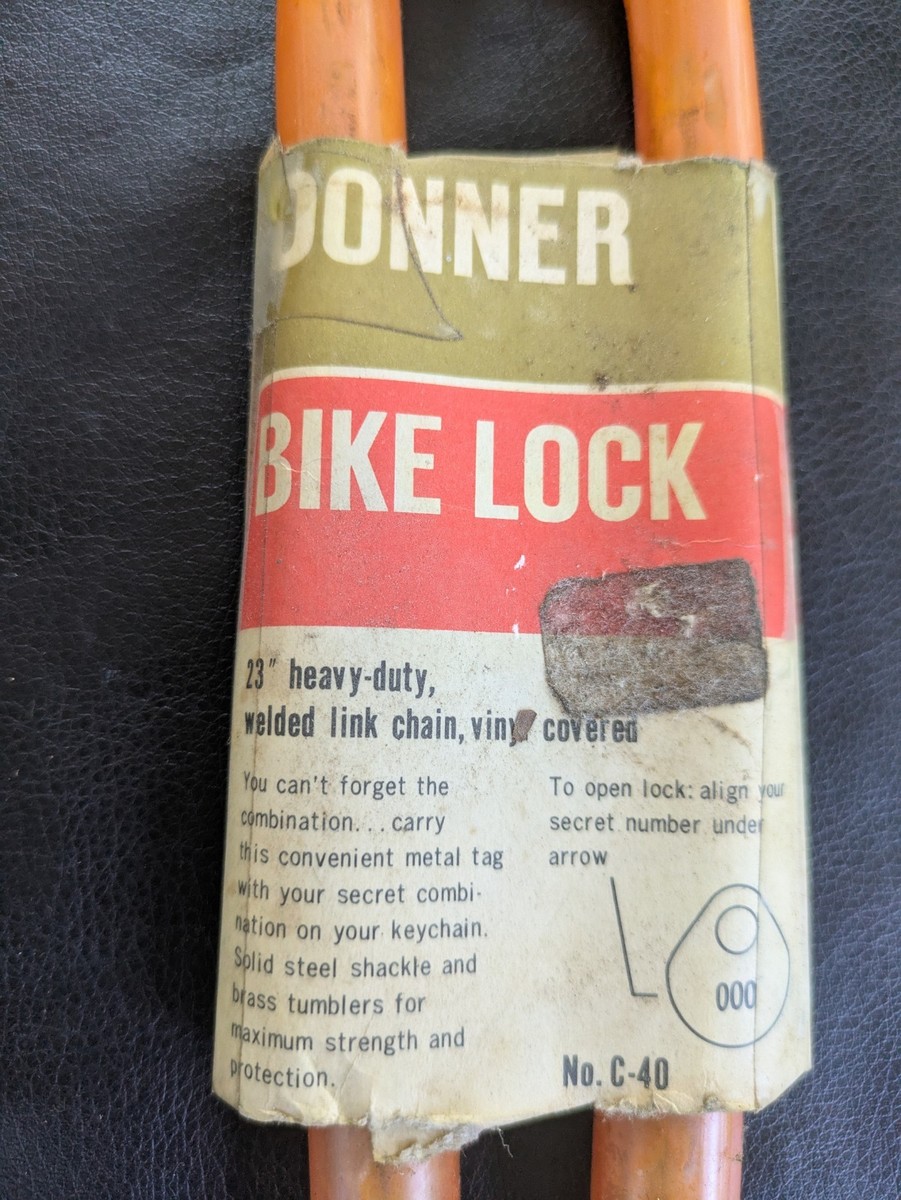 DONNER
BIKE LOCK
23" heavy-duty,
welded link chain, vinyl covered
You can't forget the
combination...carry
this convenient metal tag
with your secret combi-
nation on your keychain.
Solid steel shackle and
brass tumblers for
maximum strength and
protection.
To open lock: align your
secret number under
arrow
000
No. C-40